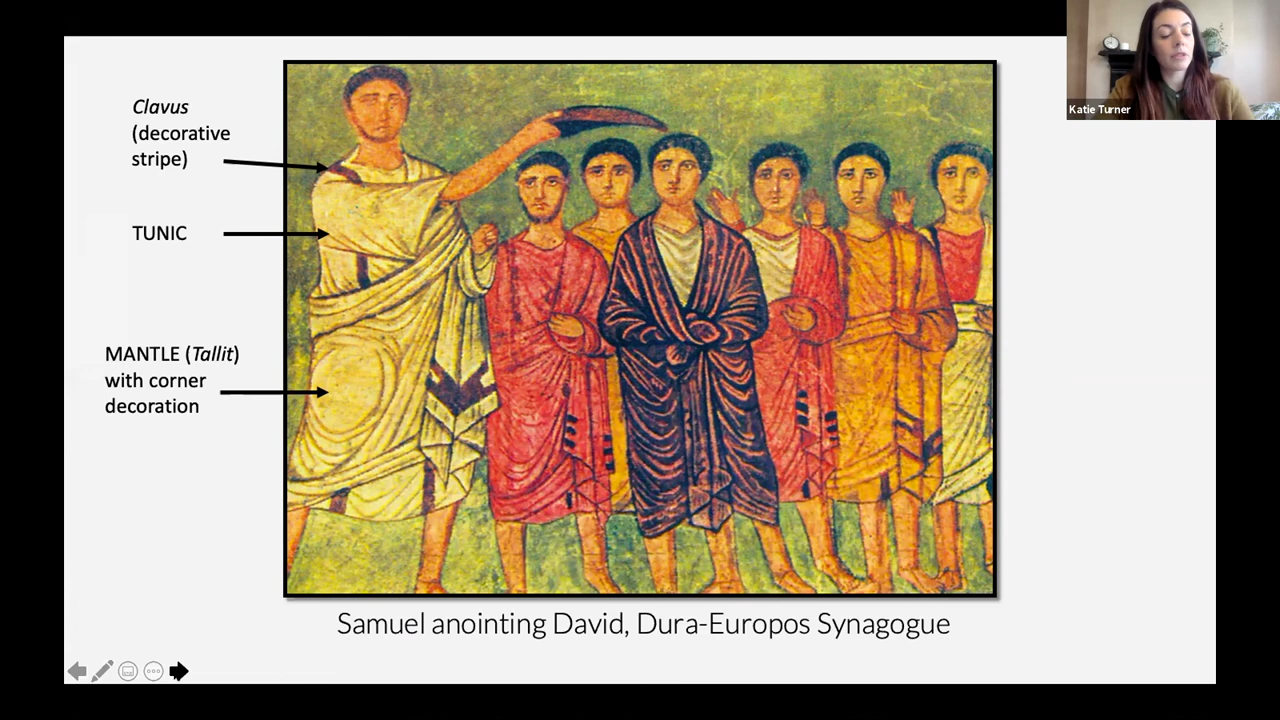 Katie Turner
Clavus
(decorative
stripe)
TUNIC
MANTLE (Tallit)
with corner
decoration
Samuel anointing David, Dura-Europos Synagogue